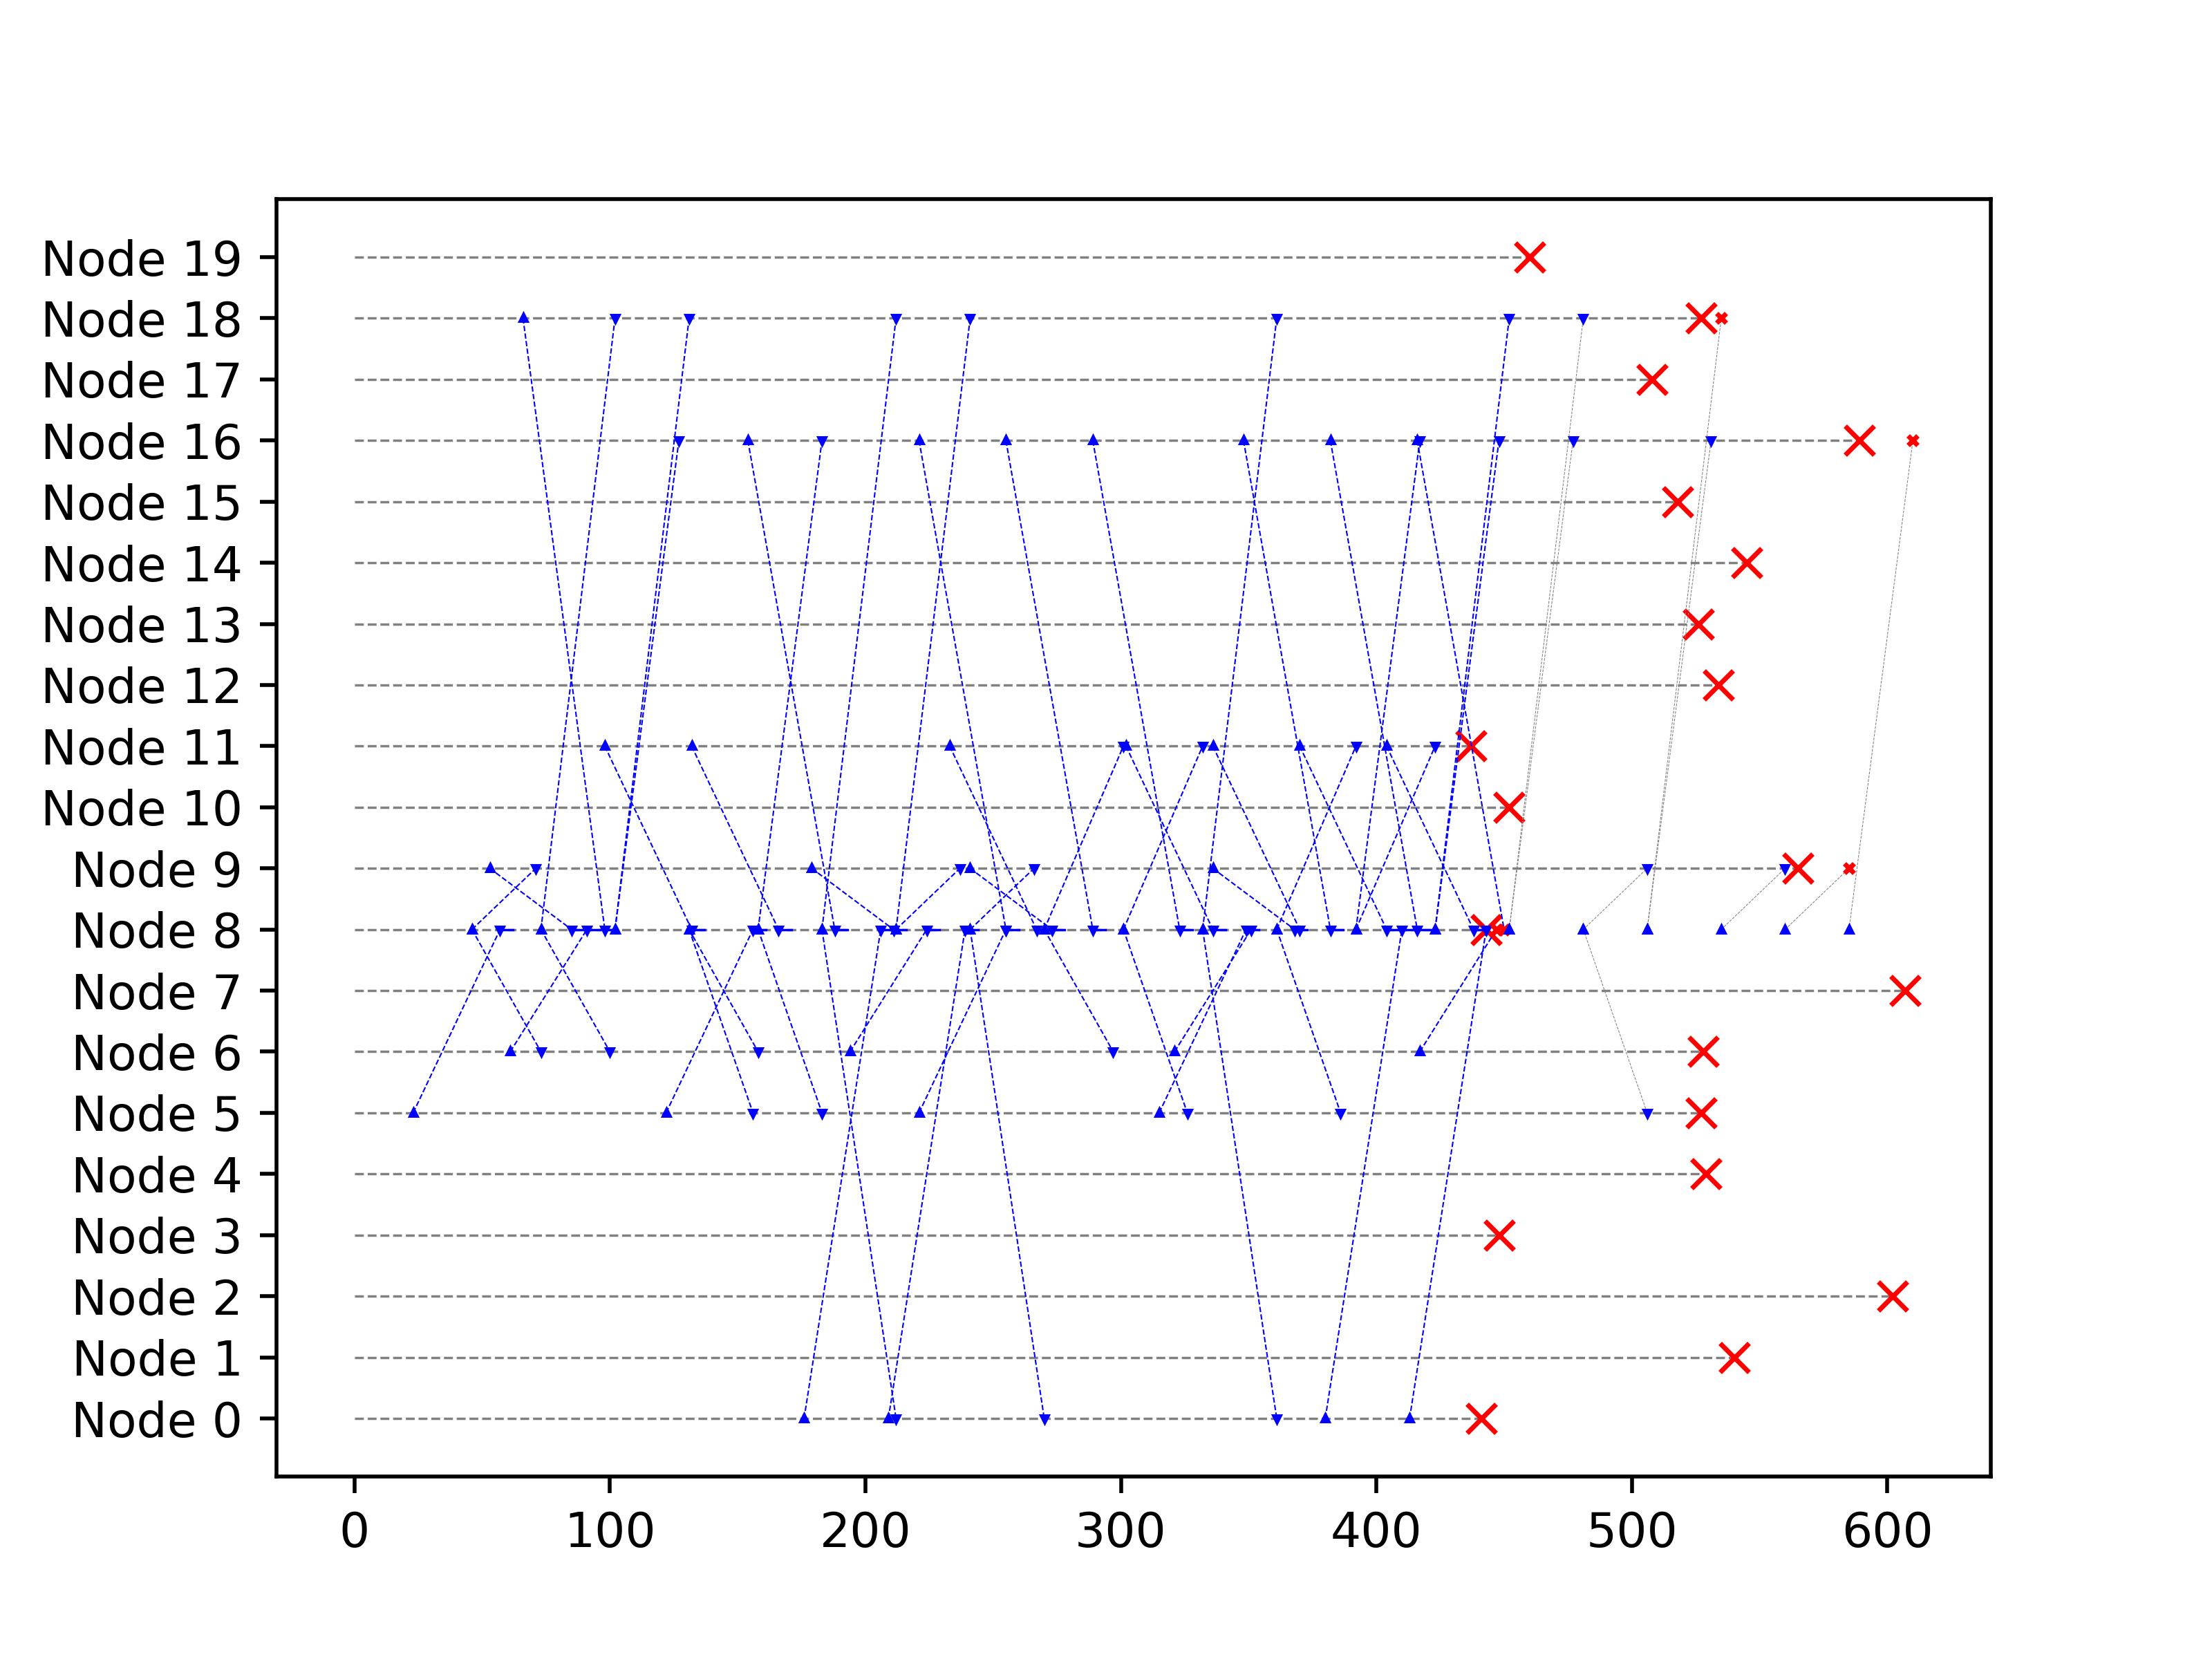 Node 19
Node 18
Node 17
Node 16
Node 15
Node 14
Node 13
Node 12
Node 11
Node 10
Node 9
Node 8
Node 7
Node 6
Node 5
Node 4
Node 3
Node 2
Node 1
Node 0
0 100 200 300 400 500 600